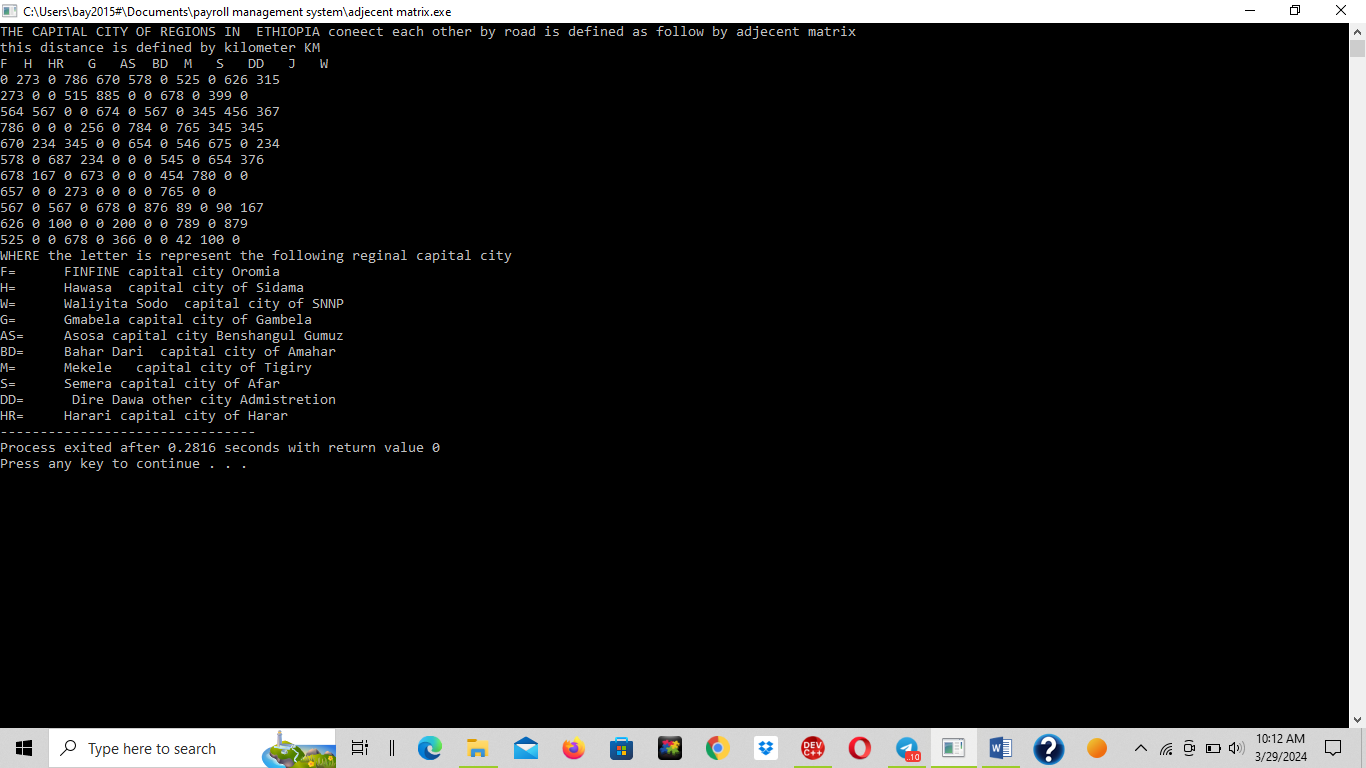 C:\Users\bay2015#\Documents\payroll management system\adjecent matrix.exe
THE CAPITAL CITY OF REGIONS IN  ETHIOPIA coneect each other by road is defined as follow by adjecent matrix
this distance is defined by kilometer KM
F  H  HR   G   AS  BD  M   S   DD   J   W
0 273 0 786 670 578 0 525 0 626 315
273 0 0 515 885 0 0 678 0 399 0
564 567 0 0 674 0 567 0 345 456 367
786 0 0 0 256 0 784 0 765 345 345
670 234 345 0 0 654 0 546 675 0 234
578 0 687 234 0 0 0 545 0 654 376
678 167 0 673 0 0 0 454 780 0 0
657 0 0 273 0 0 0 0 765 0 0
567 0 567 0 678 0 876 89 0 90 167
626 0 100 0 0 200 0 0 789 0 879
525 0 0 678 0 366 0 0 42 100 0
WHERE the letter is represent the following reginal capital city
F=      FINFINE capital city Oromia
H=      Hawasa  capital city of Sidama
W=      Waliyita Sodo  capital city of SNNP
G=      Gmabela capital city of Gambela
AS=     Asosa capital city Benshangul Gumuz
BD=     Bahar Dari  capital city of Amahar
M=      Mekele   capital city of Tigiry
S=      Semera capital city of Afar
DD=      Dire Dawa other city Admistretion
HR=     Harari capital city of Harar
--------------------------------
Process exited after 0.2816 seconds with return value 0
Press any key to continue . . .
Type here to search
DEV C++
.10
W
?
10:12 AM
3/29/2024